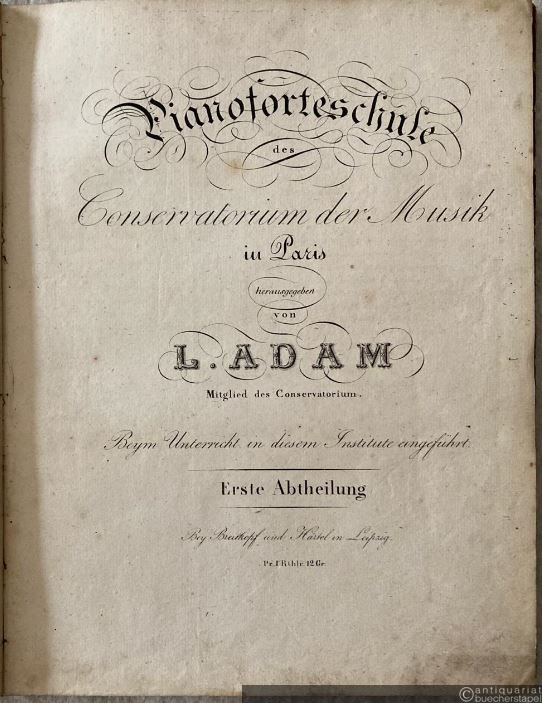 Pianoforteschule
des
Conservatorium der Musik
in Paris
herausgegeben
von
L. ADAM
Mitglied des Conservatorium.
Beym Unterricht in diesem Institute eingeführt.
Erste Abtheilung
Bey Breitkopf und Härtel in Leipzig.
Pr. 1 Rthlr. 12 Gr.
©antiquariat
buecherstapel